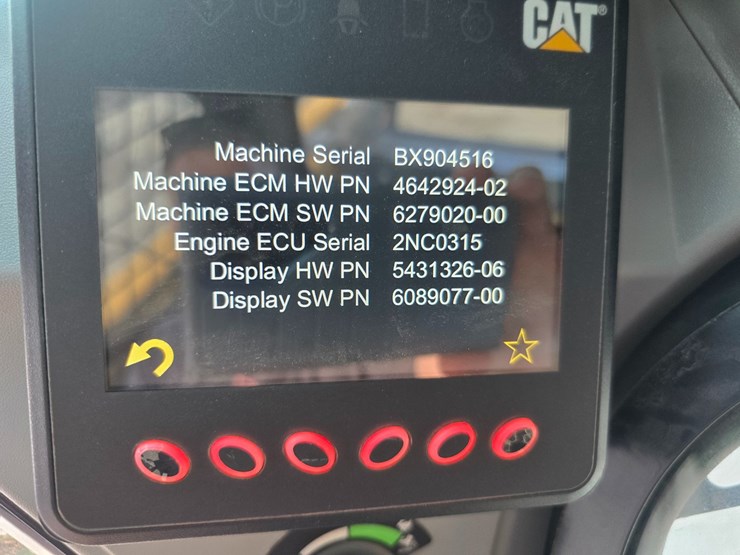 CAT®
Machine Serial BX904516
Machine ECM HW PN 4642924-02
Machine ECM SW PN 6279020-00
Engine ECU Serial 2NC0315
Display HW PN 5431326-06
Display SW PN 6089077-00